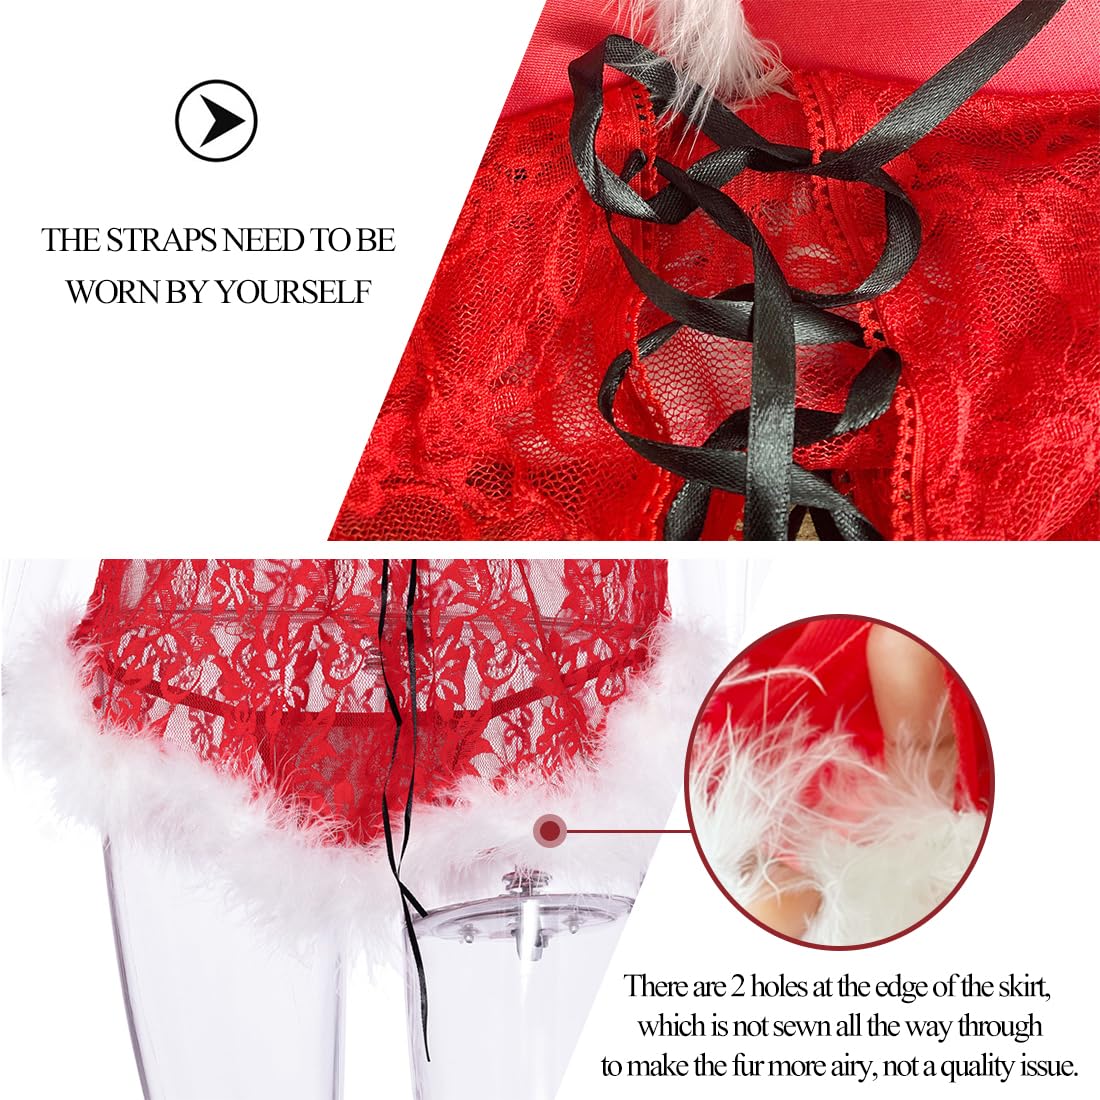 THE STRAPS NEED TO BE
WORN BY YOURSELF
There are 2 holes at the edge of the skirt,
which is not sewn all the way through
to make the fur more airy, not a quality issue.